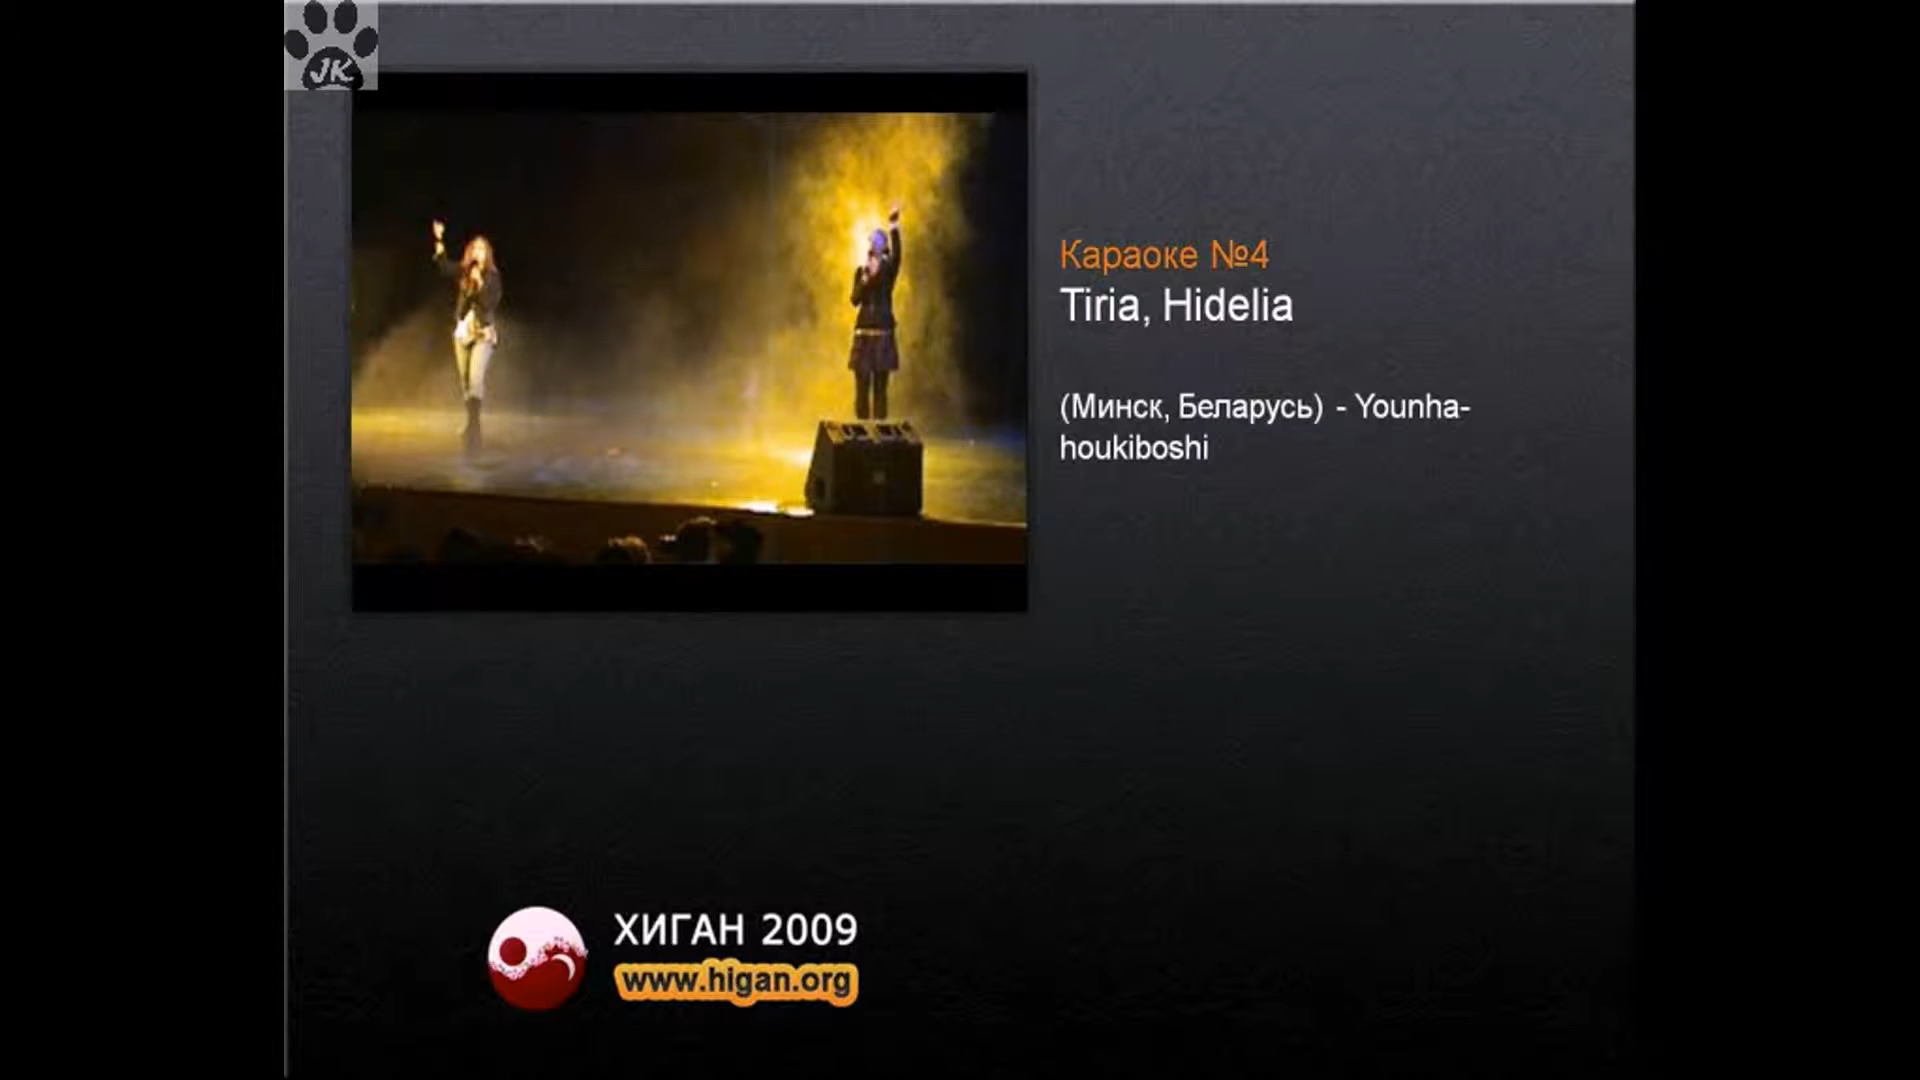 JK
Караоке №4
Tiria, Hidelia
(Минск, Беларусь) - Younha-
houkiboshi
ХИГАН 2009
www.higan.org